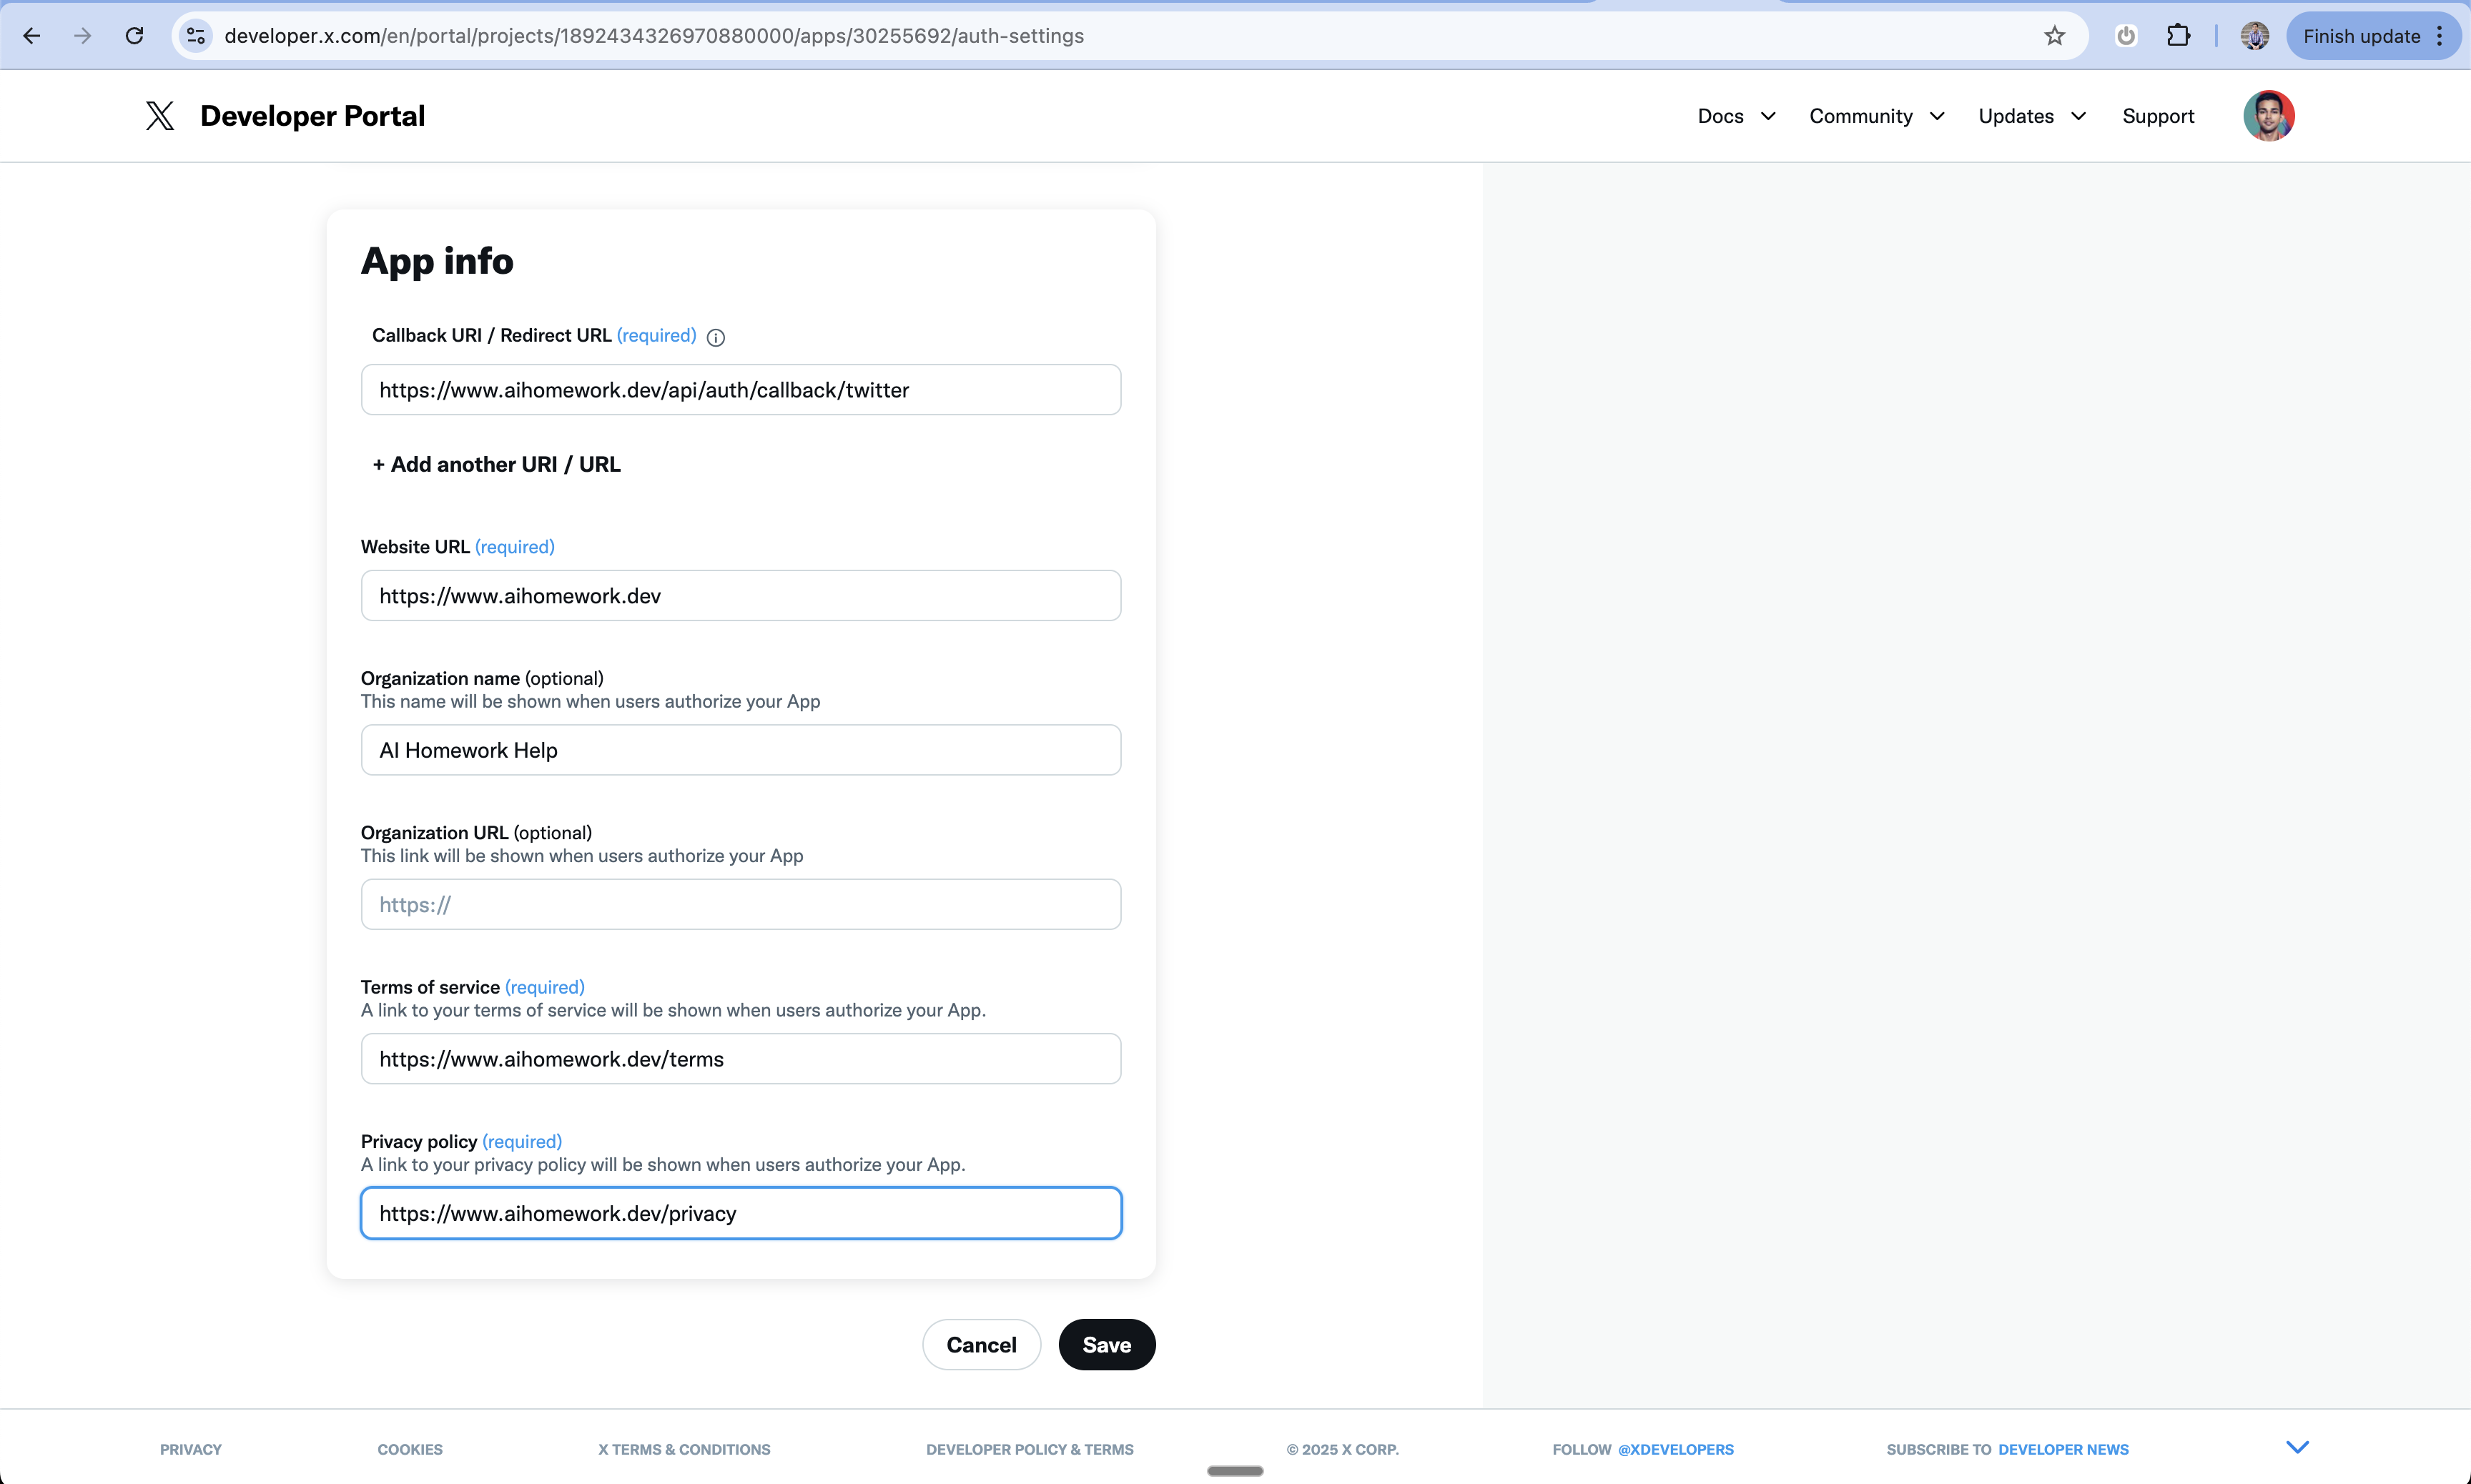 developer.x.com/en/portal/projects/1892434326970880000/apps/30255692/auth-settings
Finish update
Developer Portal
Docs
Community
Updates
Support
App info
Callback URI / Redirect URL (required)
https://www.aihomework.dev/api/auth/callback/twitter
+ Add another URI / URL
Website URL (required)
https://www.aihomework.dev
Organization name (optional)
This name will be shown when users authorize your App
AI Homework Help
Organization URL (optional)
This link will be shown when users authorize your App
https://
Terms of service (required)
A link to your terms of service will be shown when users authorize your App.
https://www.aihomework.dev/terms
Privacy policy (required)
A link to your privacy policy will be shown when users authorize your App.
https://www.aihomework.dev/privacy
Cancel
Save
PRIVACY
COOKIES
X TERMS & CONDITIONS
DEVELOPER POLICY & TERMS
© 2025 X CORP.
FOLLOW @XDEVELOPERS
SUBSCRIBE TO DEVELOPER NEWS